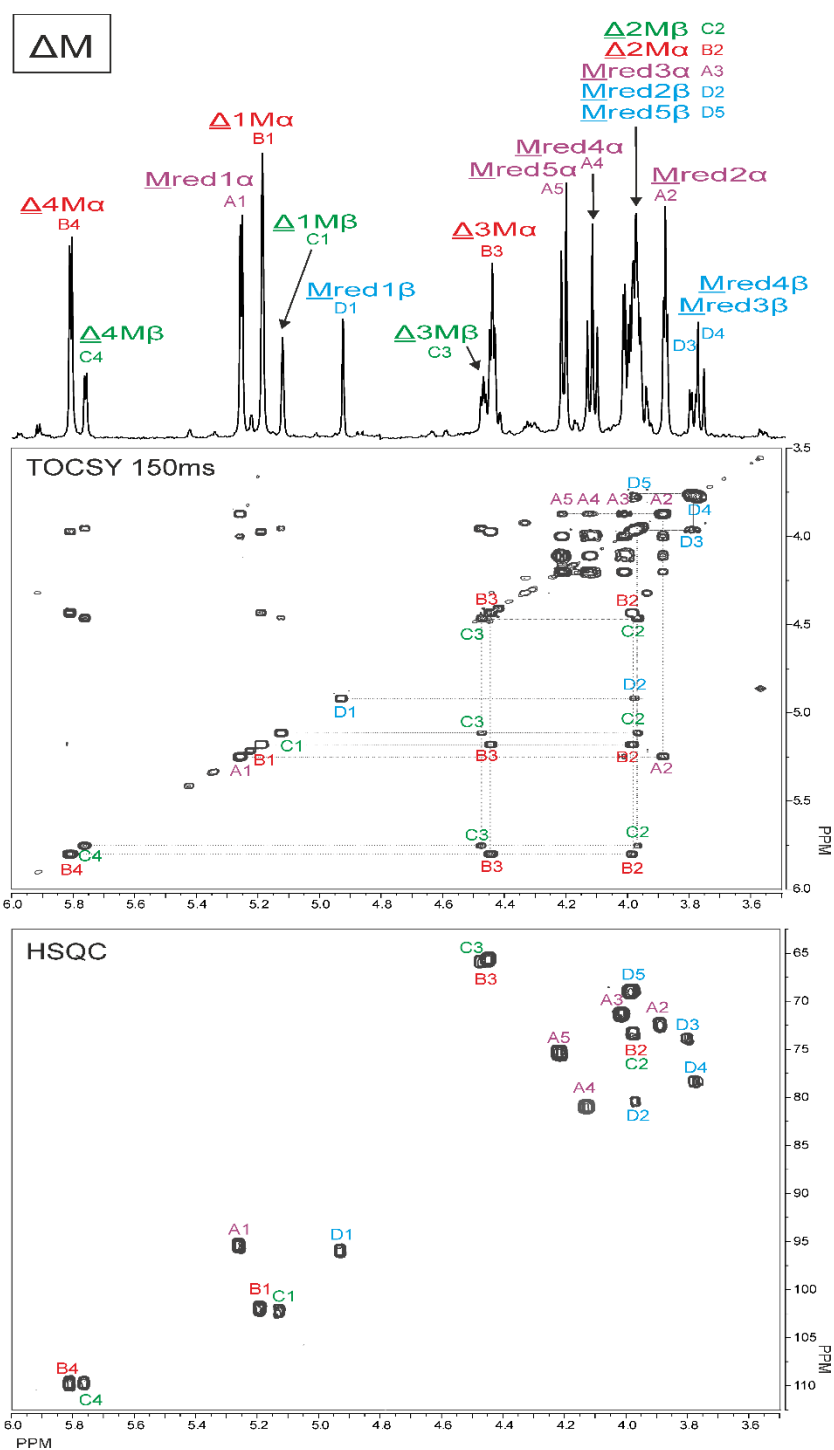 ΔM
Δ2Mβ C2
Δ2Mα B2
Mred3α A3
Mred2β D2
Mred5β D5
Δ1Mα
B1
Mred4α
A4
Mred5α
A5
Mred1α
A1
Mred2α
A2
Δ4Mα
B4
Δ1Mβ
C1
Δ3Mα
B3
Mred1β
D1
Mred4β
Mred3β
D3 D4
Δ4Mβ
C4
Δ3Mβ
C3
TOCSY 150ms
3.5
D5
A5 A4 A3 A2
D4
D3
4.0
B3 B2
C3 C2
4.5
D2
D1
5.0
C3 C2
C1
B3 B2
A1 B1 A2
5.5
C3 C2
C4
B4 B3 B2
6.0
PPM
6.0 5.8 5.6 5.4 5.2 5.0 4.8 4.6 4.4 4.2 4.0 3.8 3.6
HSQC
C3
B3
65
D5
A3 A2
70
D3
B2
C2
A5
75
D4
A4
80
D2
85
90
A1 D1
95
B1 C1
100
105
B4
C4
110
PPM
6.0 5.8 5.6 5.4 5.2 5.0 4.8 4.6 4.4 4.2 4.0 3.8 3.6
PPM